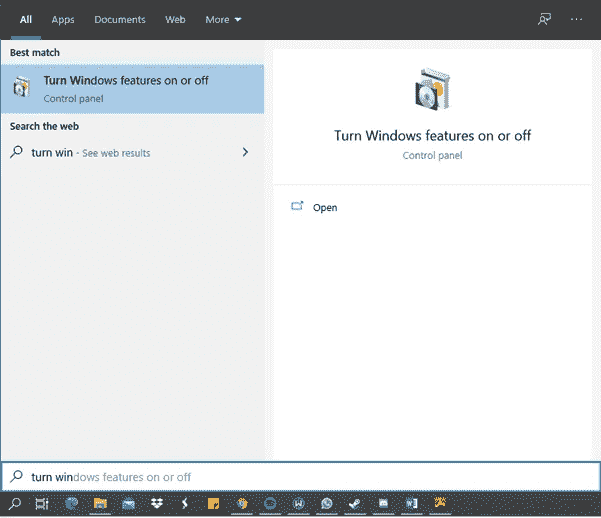 All Apps Documents Web More
Best match
Turn Windows features on or off
Control panel
Search the web
turn win - See web results
Turn Windows features on or off
Control panel
Open
turn windows features on or off